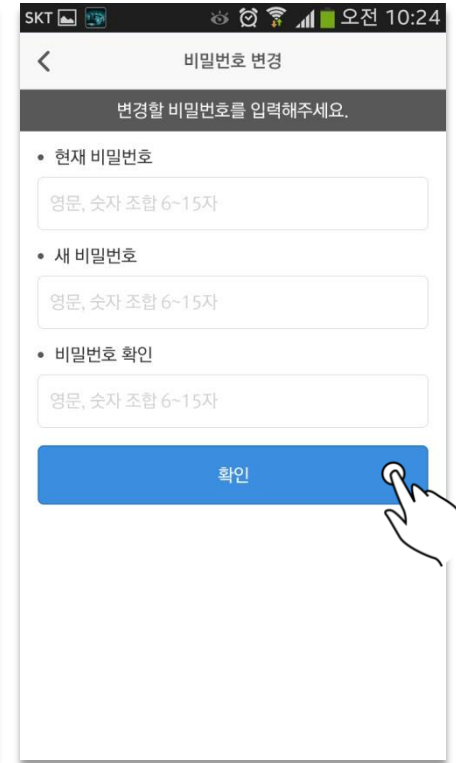 SKT 오전 10:24
비밀번호 변경
변경할 비밀번호를 입력해주세요.
• 현재 비밀번호
영문, 숫자 조합 6~15자
• 새 비밀번호
영문, 숫자 조합 6~15자
• 비밀번호 확인
영문, 숫자 조합 6~15자
확인